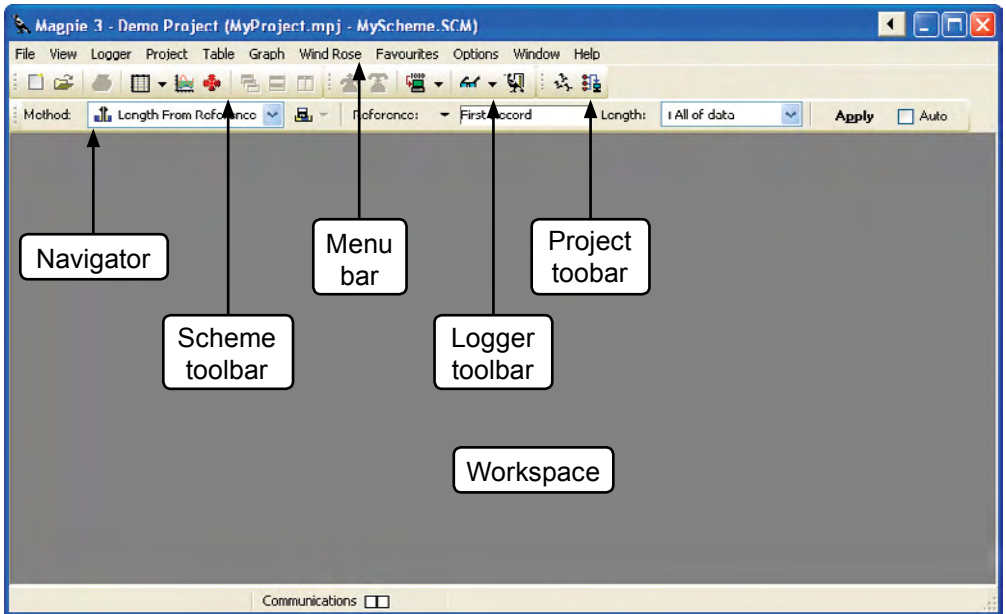 Magpie 3 - Demo Project (MyProject.mpj - MyScheme.SCM)
File View Logger Project Table Graph Wind Rose Favourites Options Window Help
Method: Length From Reference Reference: First Record Length: All of data Apply Auto
Navigator
Menu
bar
Project
toobar
Scheme
toolbar
Logger
toolbar
Workspace
Communications